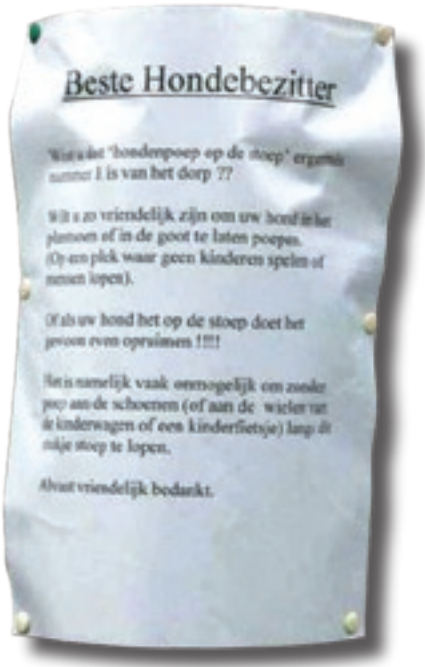 Beste Hondebezitter
Wist u dat "hondenpoep op de stoep" ergernis
nummer 1 is van het dorp ??
Wilt u zo vriendelijk zijn om uw hond in het
plantsoen of in de goot te laten poepen.
(Op een plek waar geen kinderen spelen of
mensen lopen).
Of als uw hond het op de stoep doet het
gewoon even opruimen !!!!!
Het is namelijk vaak onmogelijk om zonder
poep aan de schoenen (of aan de wielen van
de kinderwagen of een kinderfietsje) langs dit
stukje stoep te lopen.
Alvast vriendelijk bedankt.